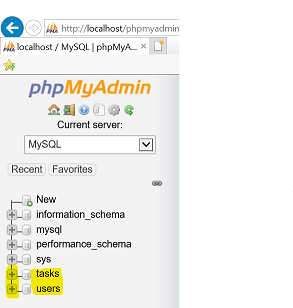 http://localhost/phpmyadmin
localhost / MySQL | phpMyA...
phpMyAdmin
Current server:
MySQL
Recent Favorites
New
information_schema
mysql
performance_schema
sys
tasks
users